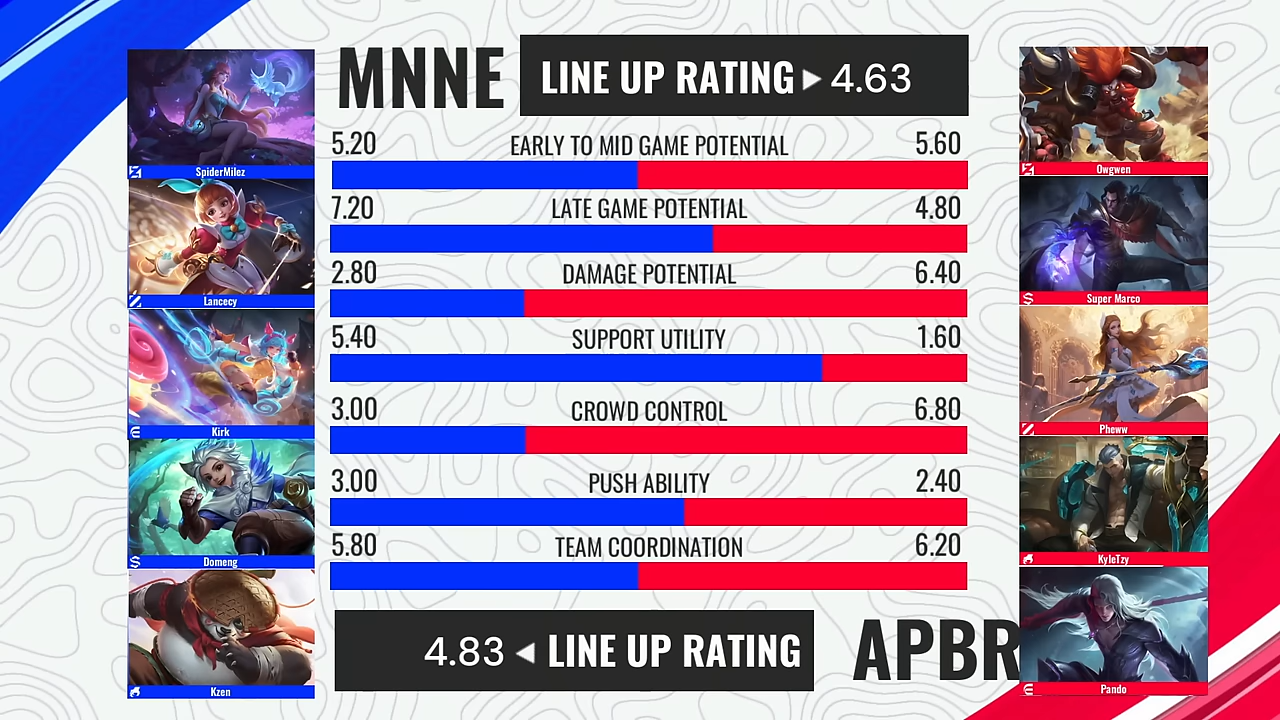 MNNE
LINE UP RATING ▶ 4.63
5.20 EARLY TO MID GAME POTENTIAL 5.60
7.20 LATE GAME POTENTIAL 4.80
2.80 DAMAGE POTENTIAL 6.40
5.40 SUPPORT UTILITY 1.60
3.00 CROWD CONTROL 6.80
3.00 PUSH ABILITY 2.40
5.80 TEAM COORDINATION 6.20
4.83 ◀ LINE UP RATING
APBR
SpiderMilez
Lancecy
Kirk
Domeng
Kzen
Owgwen
Super Marco
Pheww
KyleTzy
Pando